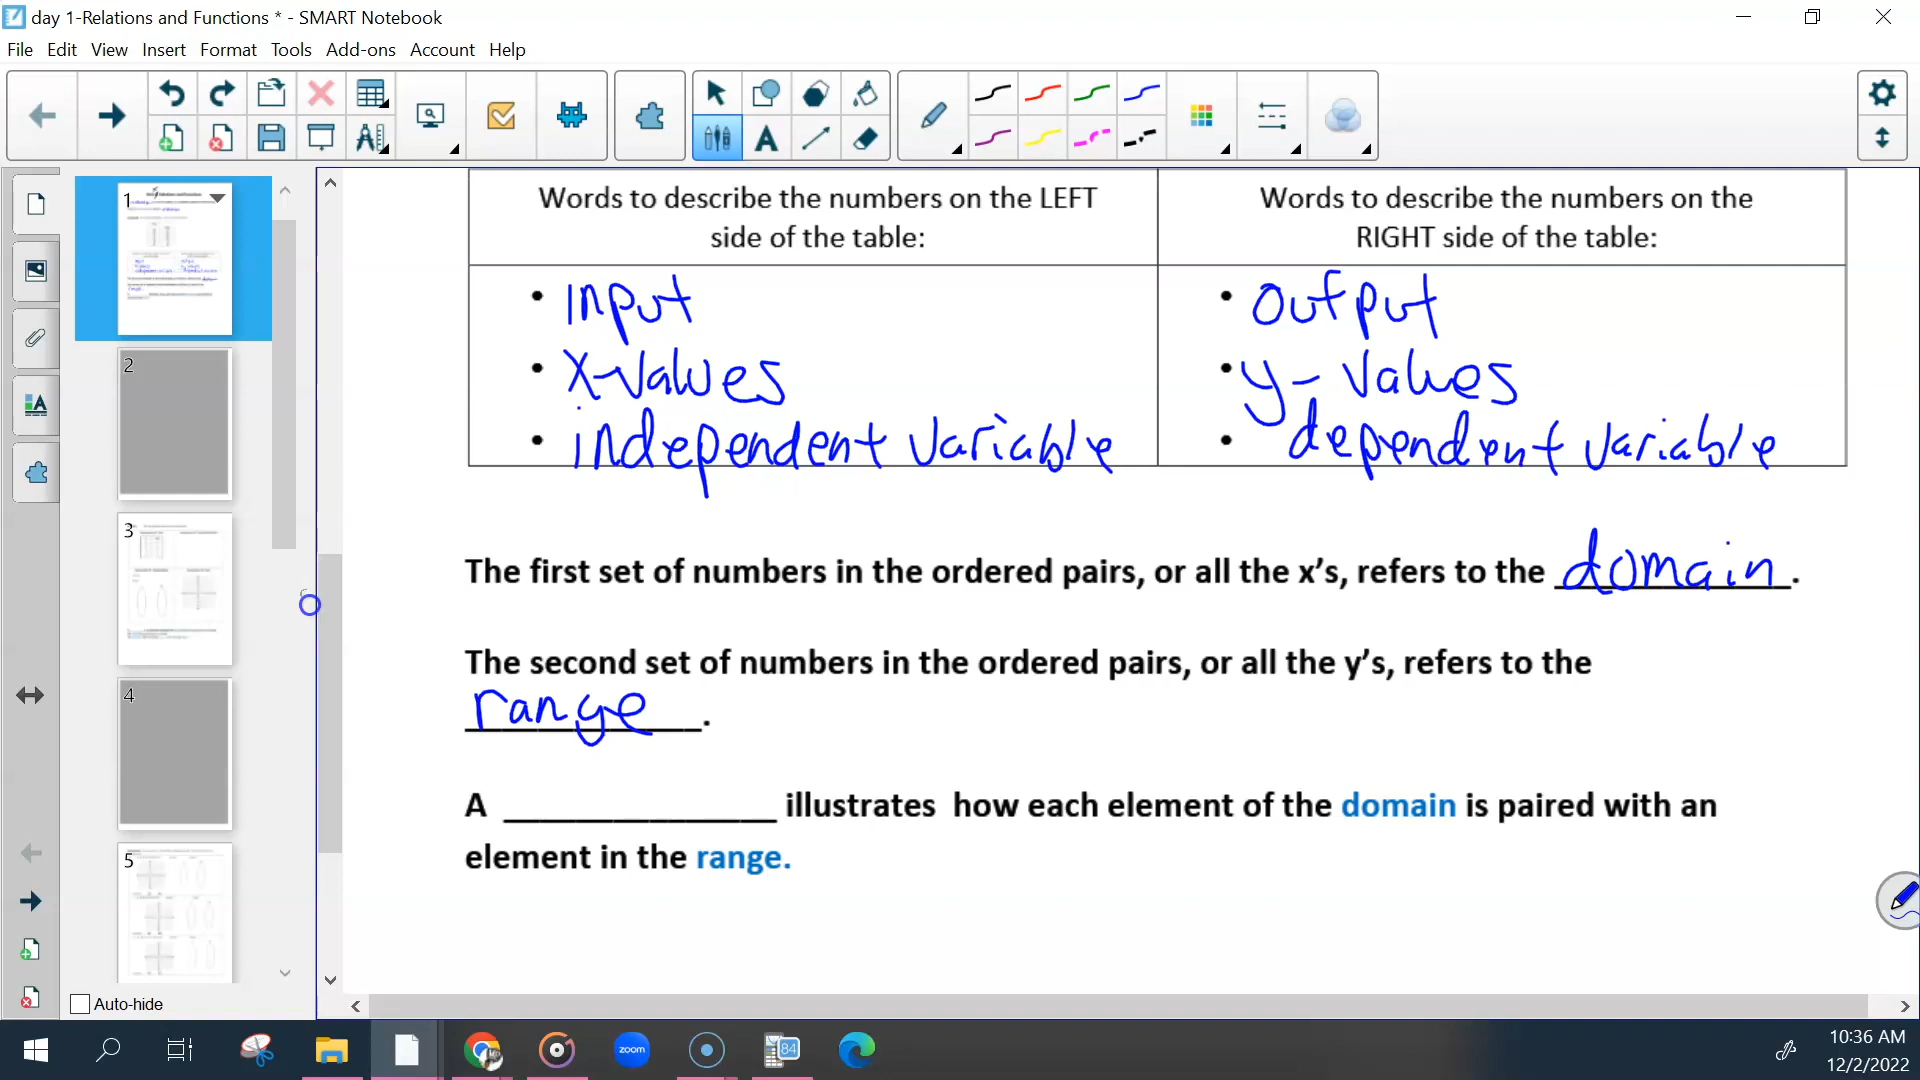 day 1-Relations and Functions * - SMART Notebook
File Edit View Insert Format Tools Add-ons Account Help
Words to describe the numbers on the LEFT
side of the table:
Words to describe the numbers on the
RIGHT side of the table:
• Input
• x-values
• independent variable
• output
• y-values
• dependent variable
The first set of numbers in the ordered pairs, or all the x's, refers to the domain.
The second set of numbers in the ordered pairs, or all the y's, refers to the
range.
A _______________ illustrates how each element of the domain is paired with an
element in the range.
1
2
3
4
5
Auto-hide
zoom
84
10:36 AM
12/2/2022